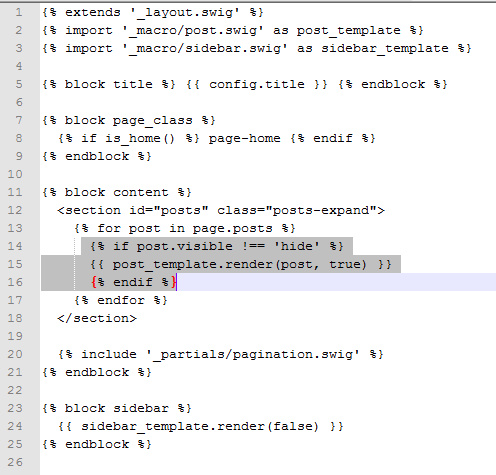 1 {% extends '_layout.swig' %}
2 {% import '_macro/post.swig' as post_template %}
3 {% import '_macro/sidebar.swig' as sidebar_template %}
4
5 {% block title %} {{ config.title }} {% endblock %}
6
7 {% block page_class %}
8   {% if is_home() %} page-home {% endif %}
9 {% endblock %}
10
11 {% block content %}
12   <section id="posts" class="posts-expand">
13     {% for post in page.posts %}
14       {% if post.visible !== 'hide' %}
15       {{ post_template.render(post, true) }}
16       {% endif %}
17     {% endfor %}
18   </section>
19
20   {% include '_partials/pagination.swig' %}
21 {% endblock %}
22
23 {% block sidebar %}
24   {{ sidebar_template.render(false) }}
25 {% endblock %}
26